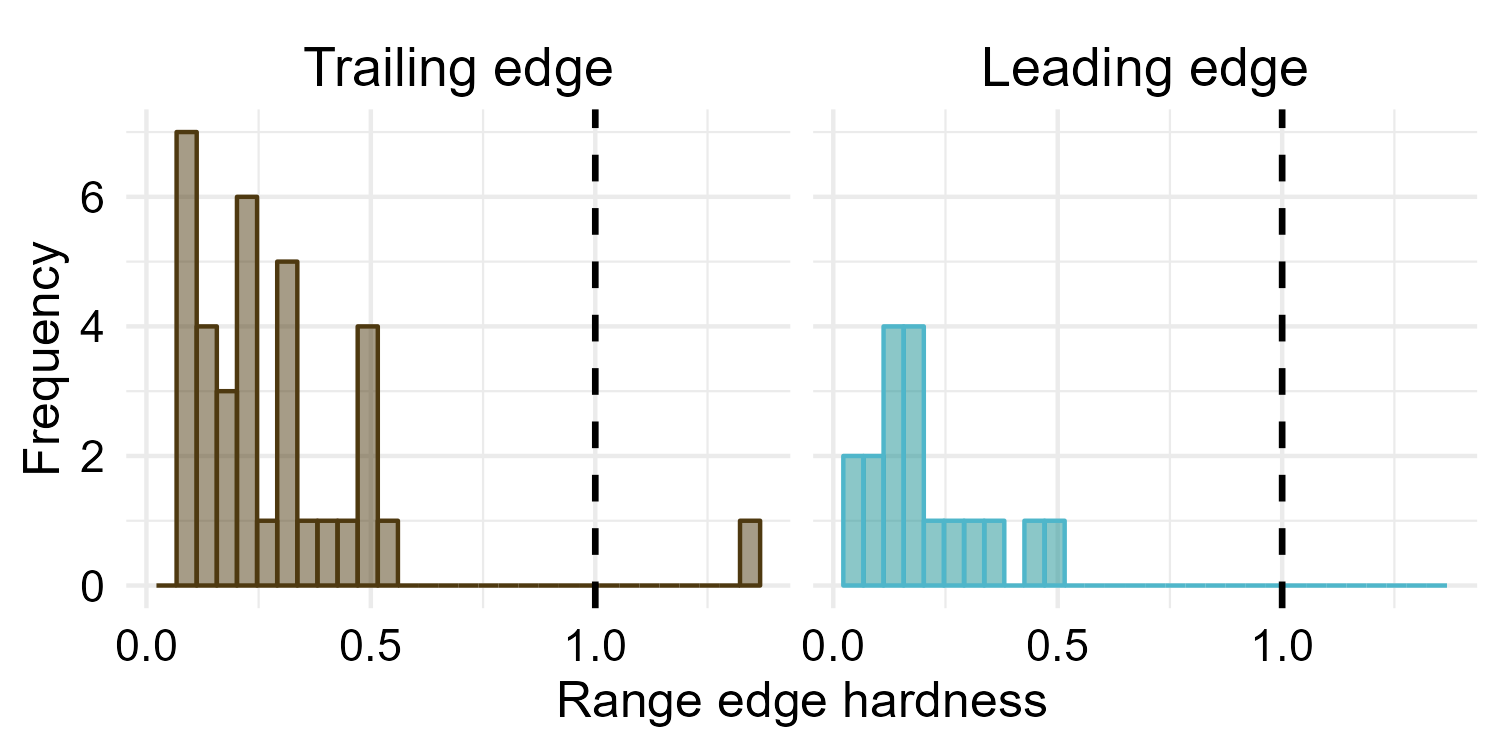 Trailing edge
Leading edge
Frequency
6
4
2
0
0.0 0.5 1.0
0.0 0.5 1.0
Range edge hardness